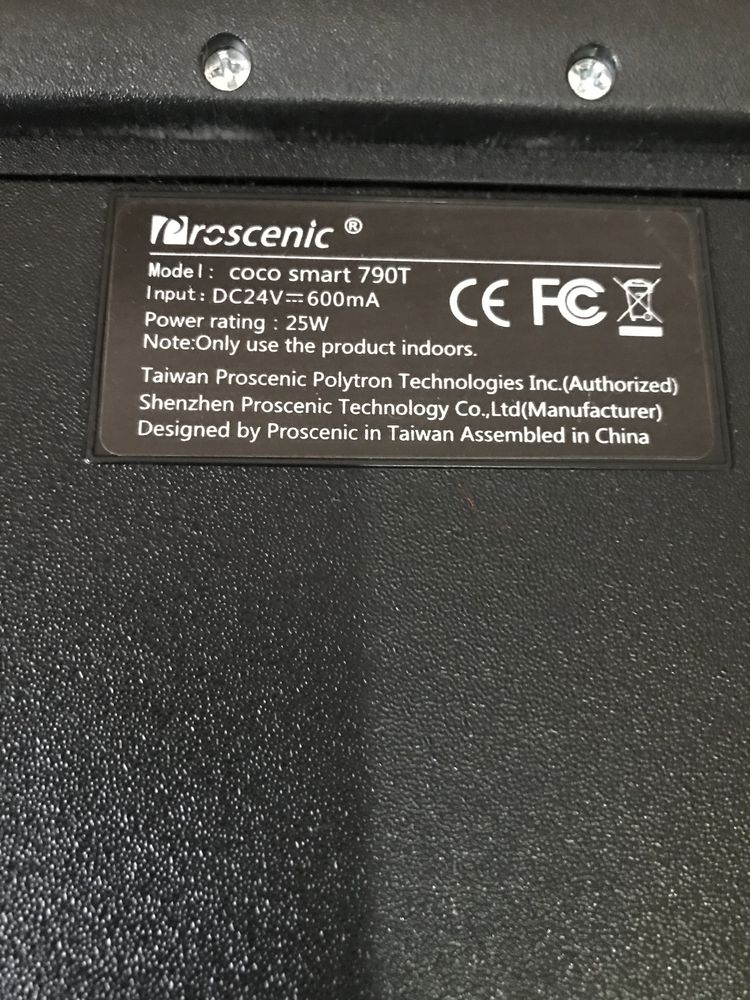 Proscenic ®
Model: coco smart 790T
Input: DC24V⎓600mA
CE FC
Power rating : 25W
Note:Only use the product indoors.
Taiwan Proscenic Polytron Technologies Inc.(Authorized)
Shenzhen Proscenic Technology Co.,Ltd(Manufacturer)
Designed by Proscenic in Taiwan Assembled in China